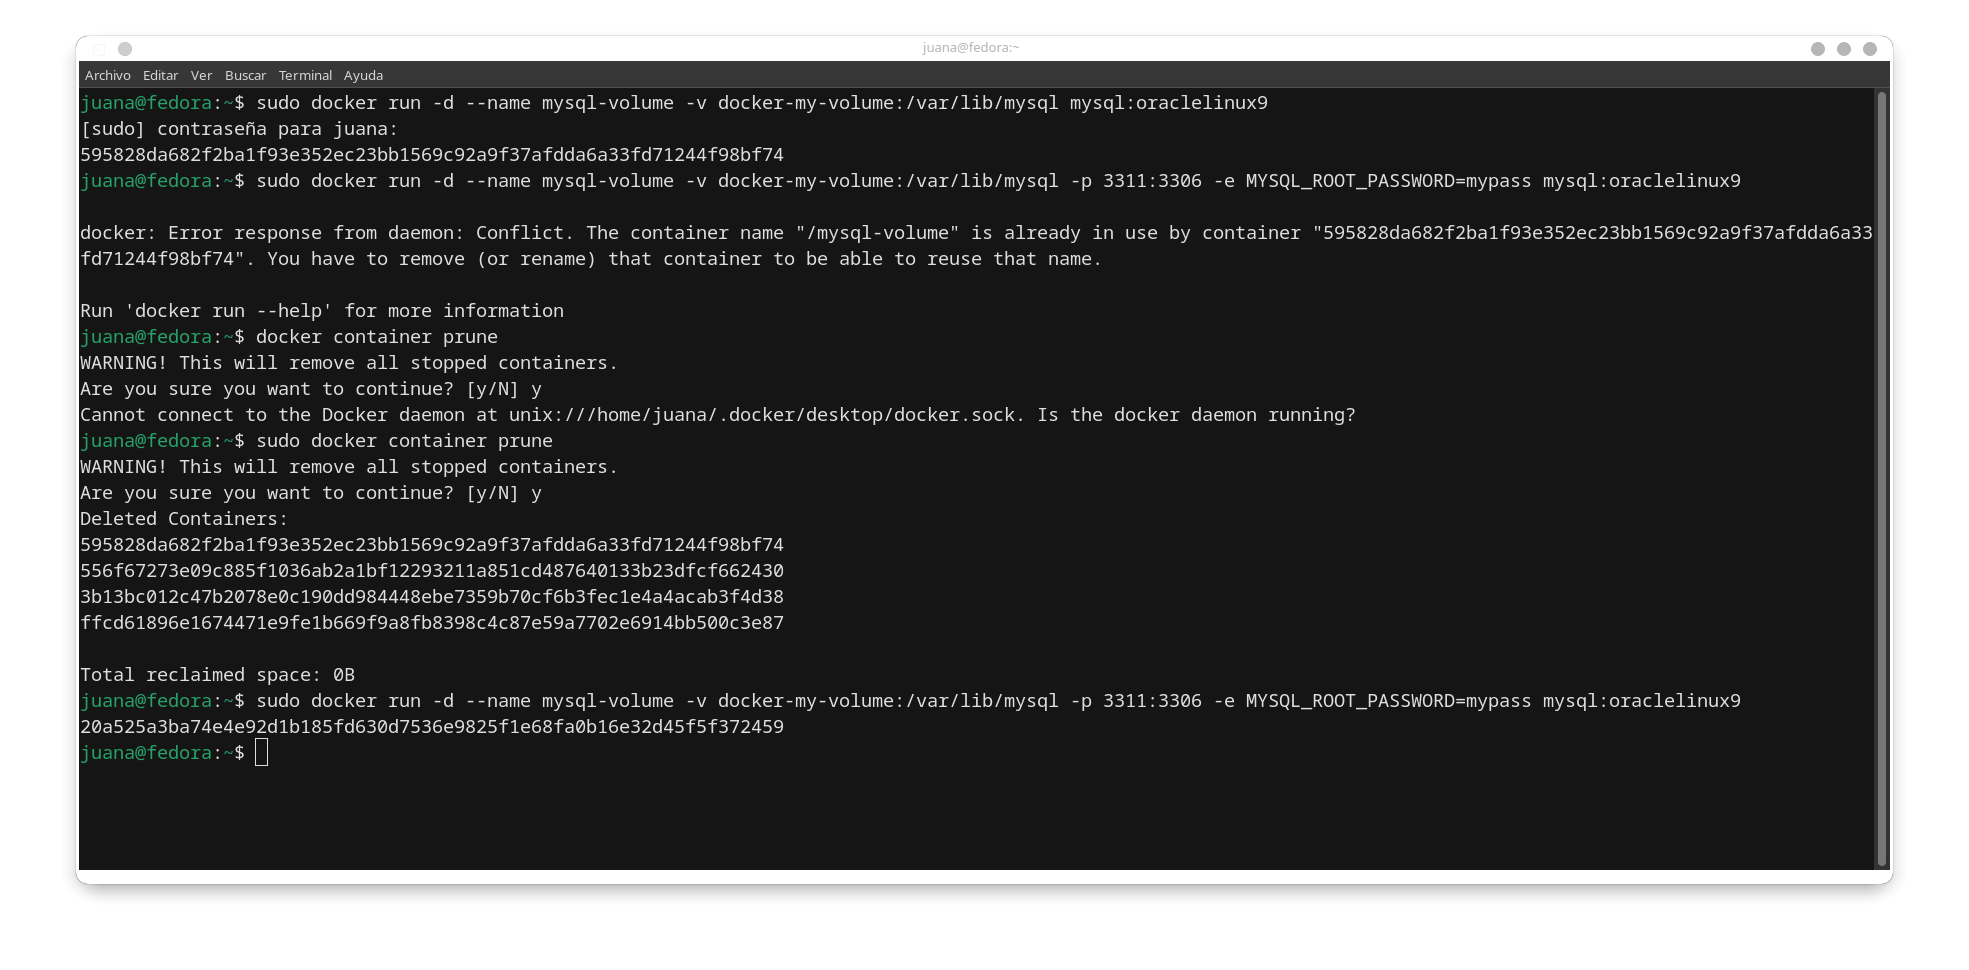 juana@fedora:~
Archivo Editar Ver Buscar Terminal Ayuda
juana@fedora:~$ sudo docker run -d --name mysql-volume -v docker-my-volume:/var/lib/mysql mysql:oraclelinux9
[sudo] contraseña para juana:
595828da682f2ba1f93e352ec23bb1569c92a9f37afdda6a33fd71244f98bf74
juana@fedora:~$ sudo docker run -d --name mysql-volume -v docker-my-volume:/var/lib/mysql -p 3311:3306 -e MYSQL_ROOT_PASSWORD=mypass mysql:oraclelinux9
docker: Error response from daemon: Conflict. The container name "/mysql-volume" is already in use by container "595828da682f2ba1f93e352ec23bb1569c92a9f37afdda6a33
fd71244f98bf74". You have to remove (or rename) that container to be able to reuse that name.
Run 'docker run --help' for more information
juana@fedora:~$ docker container prune
WARNING! This will remove all stopped containers.
Are you sure you want to continue? [y/N] y
Cannot connect to the Docker daemon at unix:///home/juana/.docker/desktop/docker.sock. Is the docker daemon running?
juana@fedora:~$ sudo docker container prune
WARNING! This will remove all stopped containers.
Are you sure you want to continue? [y/N] y
Deleted Containers:
595828da682f2ba1f93e352ec23bb1569c92a9f37afdda6a33fd71244f98bf74
556f67273e09c885f1036ab2a1bf12293211a851cd487640133b23dfcf662430
3b13bc012c47b2078e0c190dd984448ebe7359b70cf6b3fec1e4a4acab3f4d38
ffcd61896e1674471e9fe1b669f9a8fb8398c4c87e59a7702e6914bb500c3e87
Total reclaimed space: 0B
juana@fedora:~$ sudo docker run -d --name mysql-volume -v docker-my-volume:/var/lib/mysql -p 3311:3306 -e MYSQL_ROOT_PASSWORD=mypass mysql:oraclelinux9
20a525a3ba74e4e92d1b185fd630d7536e9825f1e68fa0b16e32d45f5f372459
juana@fedora:~$